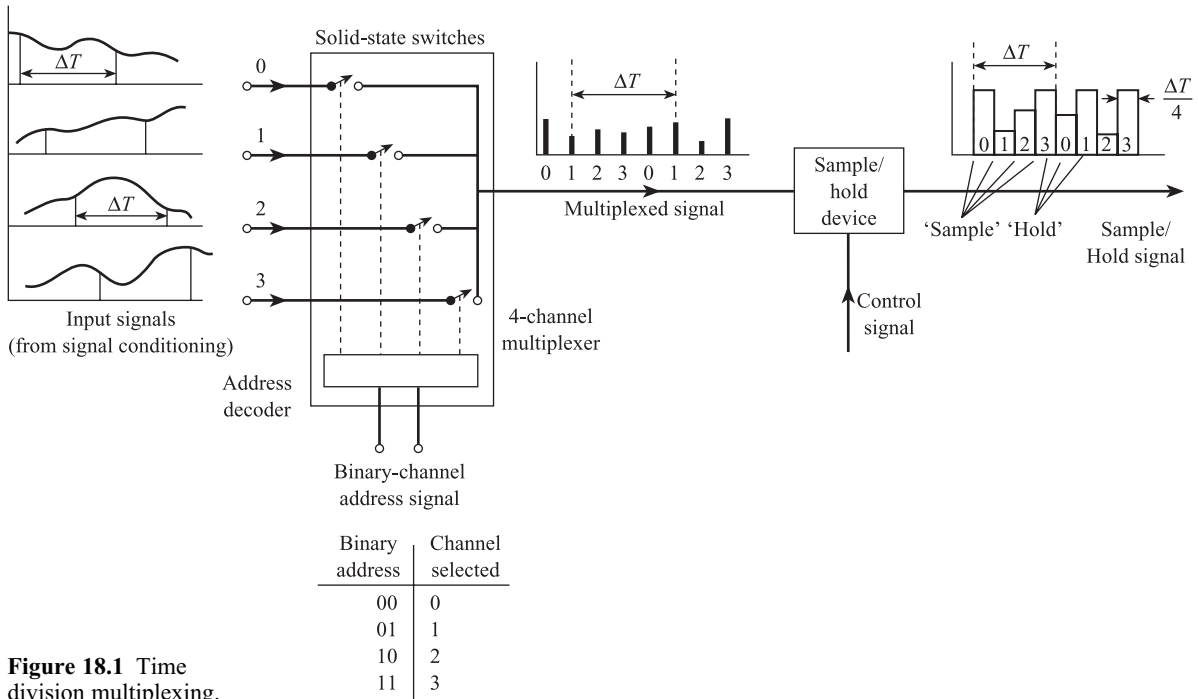 Solid-state switches
ΔT
0
1
2
3
ΔT
Input signals
(from signal conditioning)
4-channel
multiplexer
Address
decoder
Binary-channel
address signal
ΔT
0 1 2 3 0 1 2 3
Multiplexed signal
Sample/
hold
device
Control
signal
ΔT
ΔT/4
0 1 2 3 0 1 2 3
‘Sample’ ‘Hold’
Sample/
Hold signal
Binary address Channel selected
00 0
01 1
10 2
11 3
Figure 18.1 Time
division multiplexing.